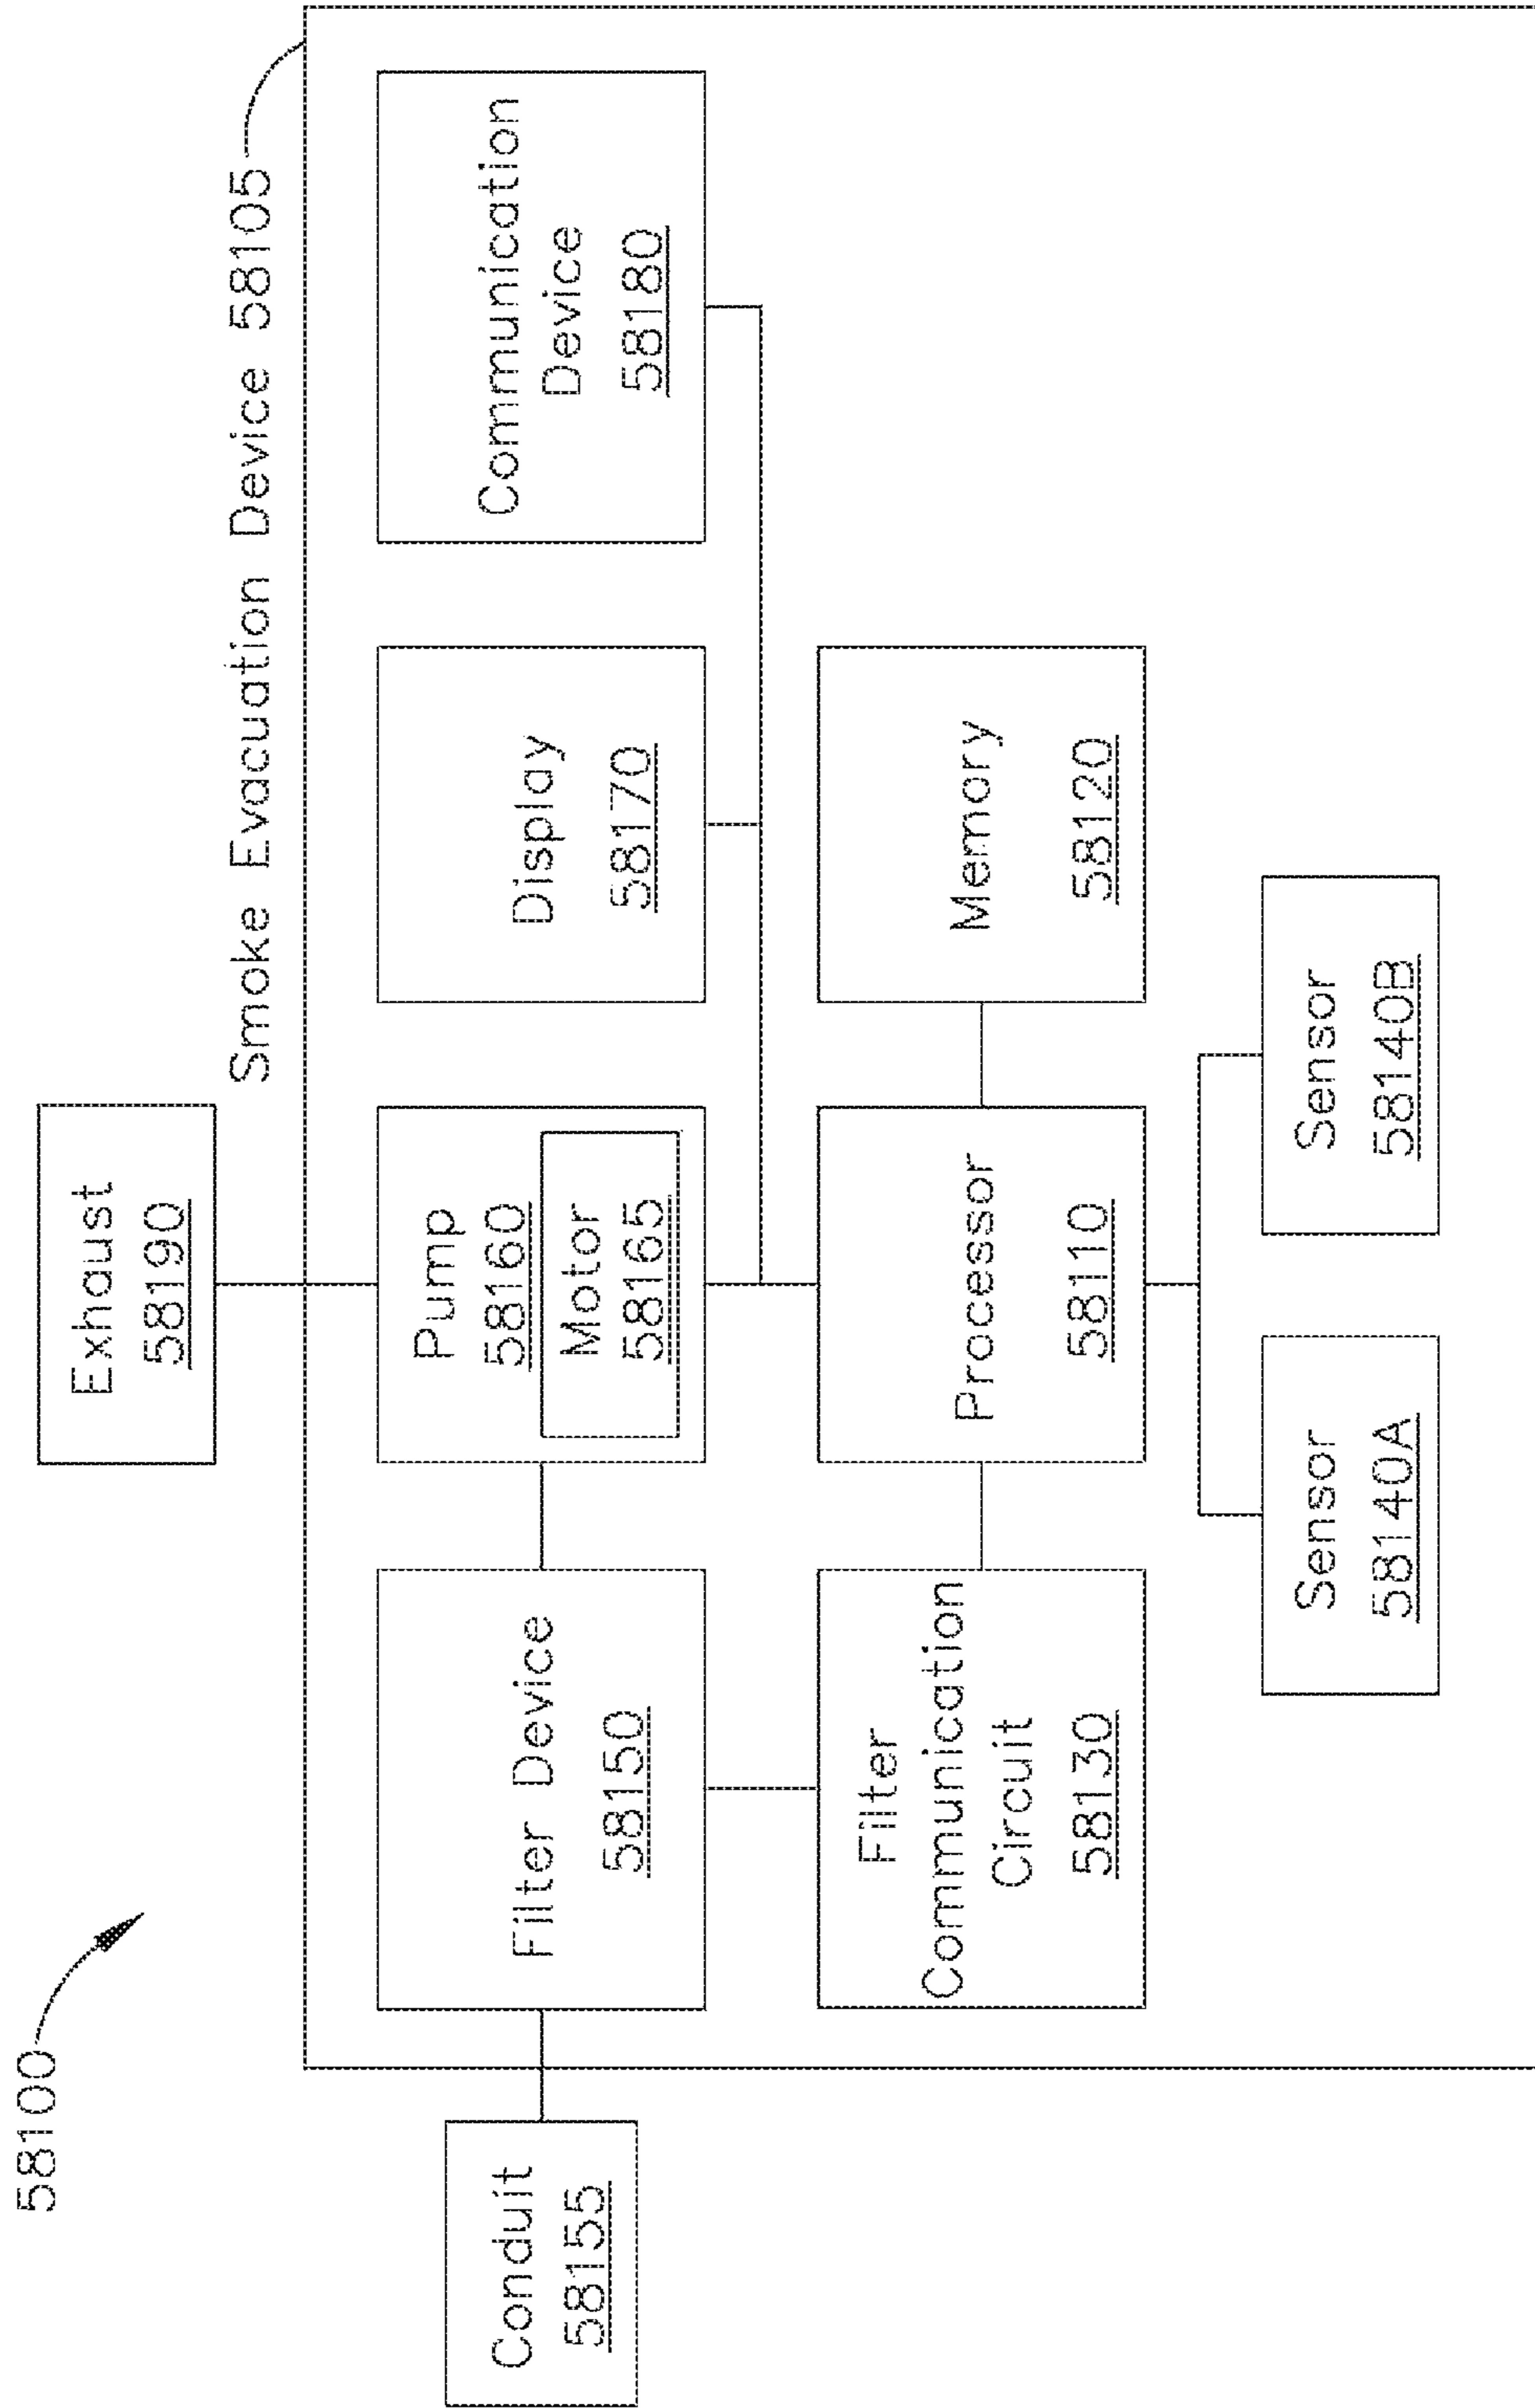 58100
Exhaust
58190
Smoke Evacuation Device 58105
Conduit
58155
Filter Device
58150
Pump
58160
Motor
58165
Display
58170
Communication
Device
58180
Filter
Communication
Circuit
58130
Processor
58110
Memory
58120
Sensor
58140A
Sensor
58140B